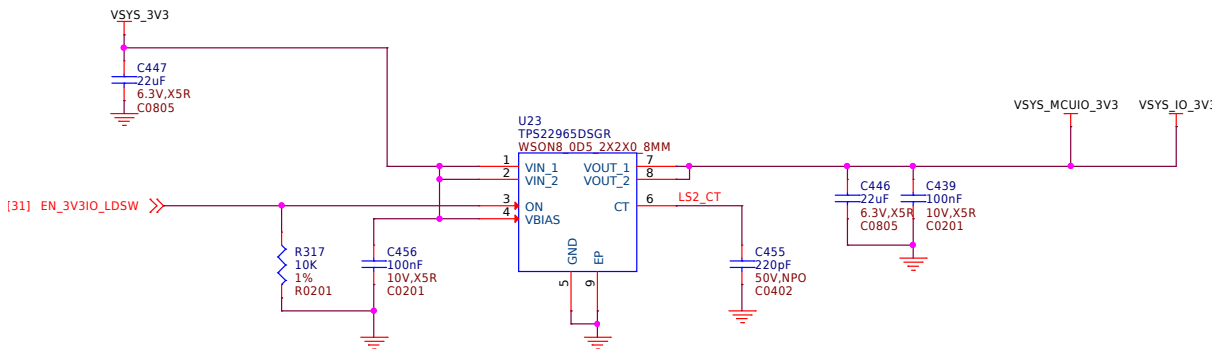 VSYS_3V3
C447
22uF
6.3V,X5R
C0805
VSYS_MCUIO_3V3
VSYS_IO_3V3
U23
TPS22965DSGR
WSON8_0D5_2X2X0_8MM
1
VIN_1
VOUT_1
7
2
VIN_2
VOUT_2
8
[31] EN_3V3IO_LDSW
3
ON
CT
6
LS2_CT
4
VBIAS
C446
22uF
6.3V,X5R
C0805
C439
100nF
10V,X5R
C0201
R317
10K
1%
R0201
C456
100nF
10V,X5R
C0201
GND
EP
5
9
C455
220pF
50V,NPO
C0402